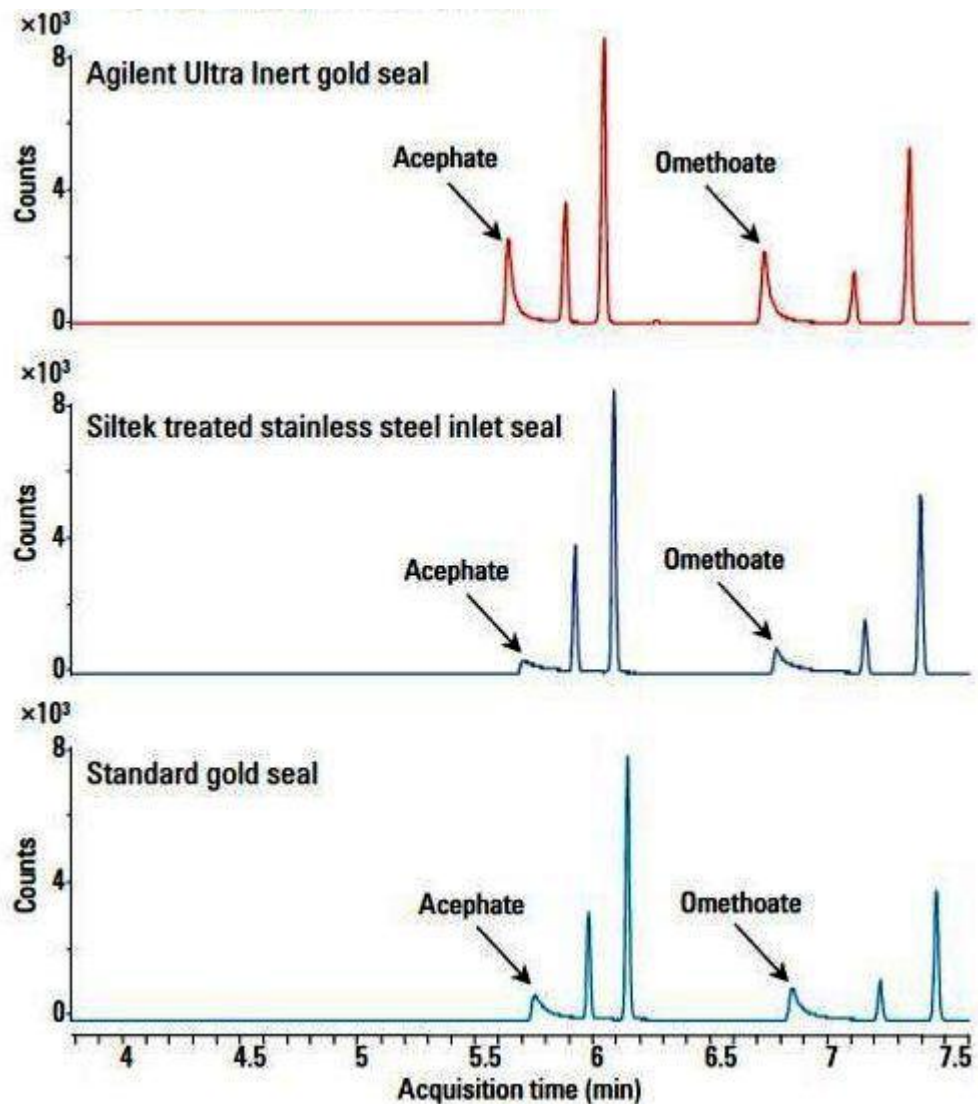 ×10³
8
Agilent Ultra Inert gold seal
Acephate
Omethoate
Counts
4
0
×10³
8
Siltek treated stainless steel inlet seal
Counts
4
Acephate
Omethoate
0
×10³
8
Standard gold seal
Counts
4
Acephate
Omethoate
0
4 4.5 5 5.5 6 6.5 7 7.5
Acquisition time (min)